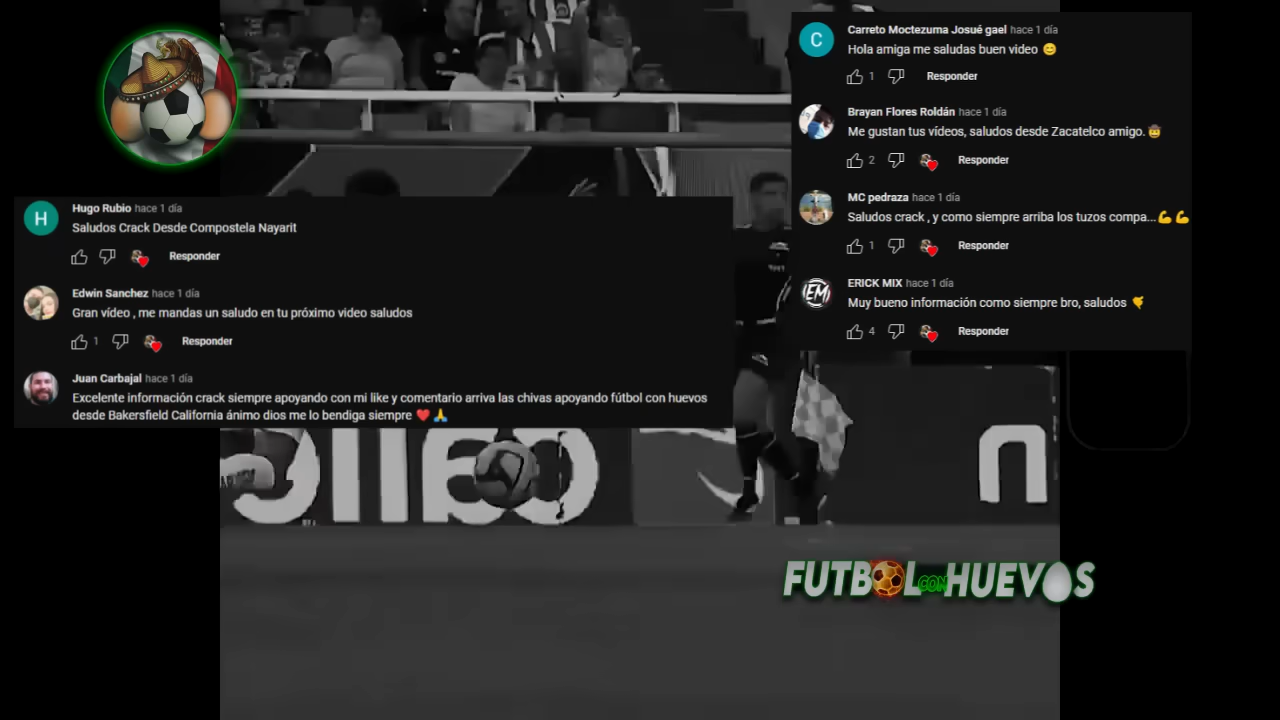 Hugo Rubio hace 1 día
Saludos Crack Desde Compostela Nayarit
Responder
Edwin Sanchez hace 1 día
Gran vídeo , me mandas un saludo en tu próximo video saludos
1 Responder
Juan Carbajal hace 1 día
Excelente información crack siempre apoyando con mi like y comentario arriva las chivas apoyando fútbol con huevos
desde Bakersfield California ánimo dios me lo bendiga siempre ❤️ 🙏
Carreto Moctezuma Josué gael hace 1 día
Hola amiga me saludas buen video 😊
1 Responder
Brayan Flores Roldán hace 1 día
Me gustan tus vídeos, saludos desde Zacatelco amigo. 🤠
2 Responder
MC pedraza hace 1 día
Saludos crack , y como siempre arriba los tuzos compa... 💪 💪
1 Responder
ERICK MIX hace 1 día
Muy bueno información como siempre bro, saludos
4 Responder
H
C
EM
FUTBOL CON HUEVOS